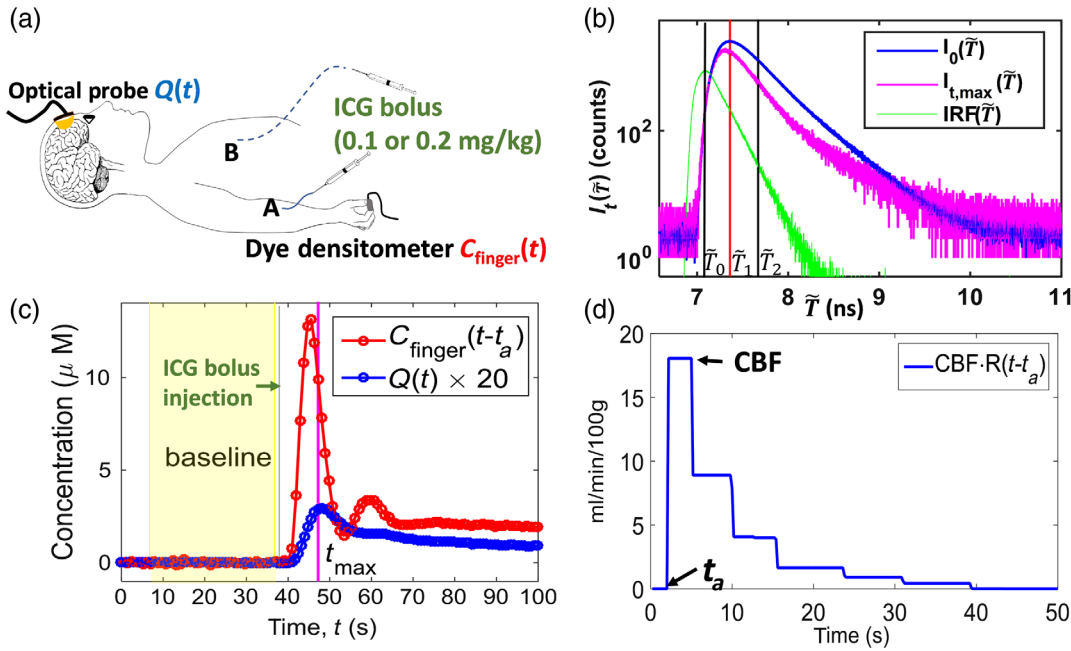 (a)
Optical probe Q(t)
ICG bolus
(0.1 or 0.2 mg/kg)
B
A
Dye densitometer C_finger(t)
(b)
I_t(T̃) (counts)
10^2
10^0
I_0(T̃)
I_t,max(T̃)
IRF(T̃)
T̃_0 T̃_1 T̃_2
7 8 9 10 11
T̃ (ns)
(c)
Concentration (μ M)
10
5
0
ICG bolus
injection
baseline
C_finger(t-t_a)
Q(t) × 20
t_max
0 10 20 30 40 50 60 70 80 90 100
Time, t (s)
(d)
ml/min/100g
20
15
10
5
0
CBF
CBF·R(t-t_a)
t_a
0 10 20 30 40 50
Time (s)